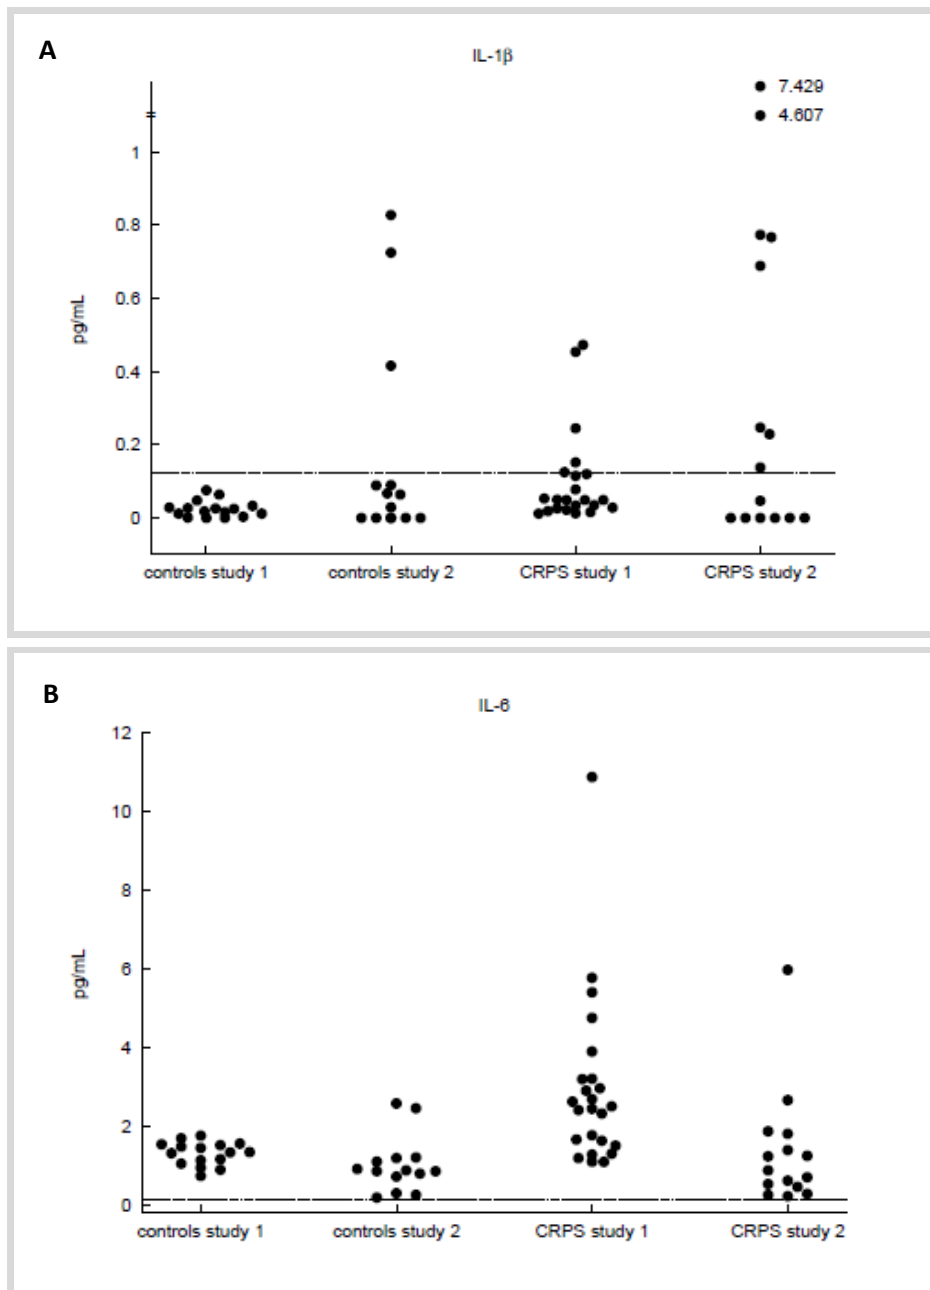 A
IL-1β
7.429
4.607
=
1
0.8
0.6
0.4
0.2
0
pg/mL
controls study 1 controls study 2 CRPS study 1 CRPS study 2
B
IL-6
12
10
8
6
4
2
0
pg/mL
controls study 1 controls study 2 CRPS study 1 CRPS study 2